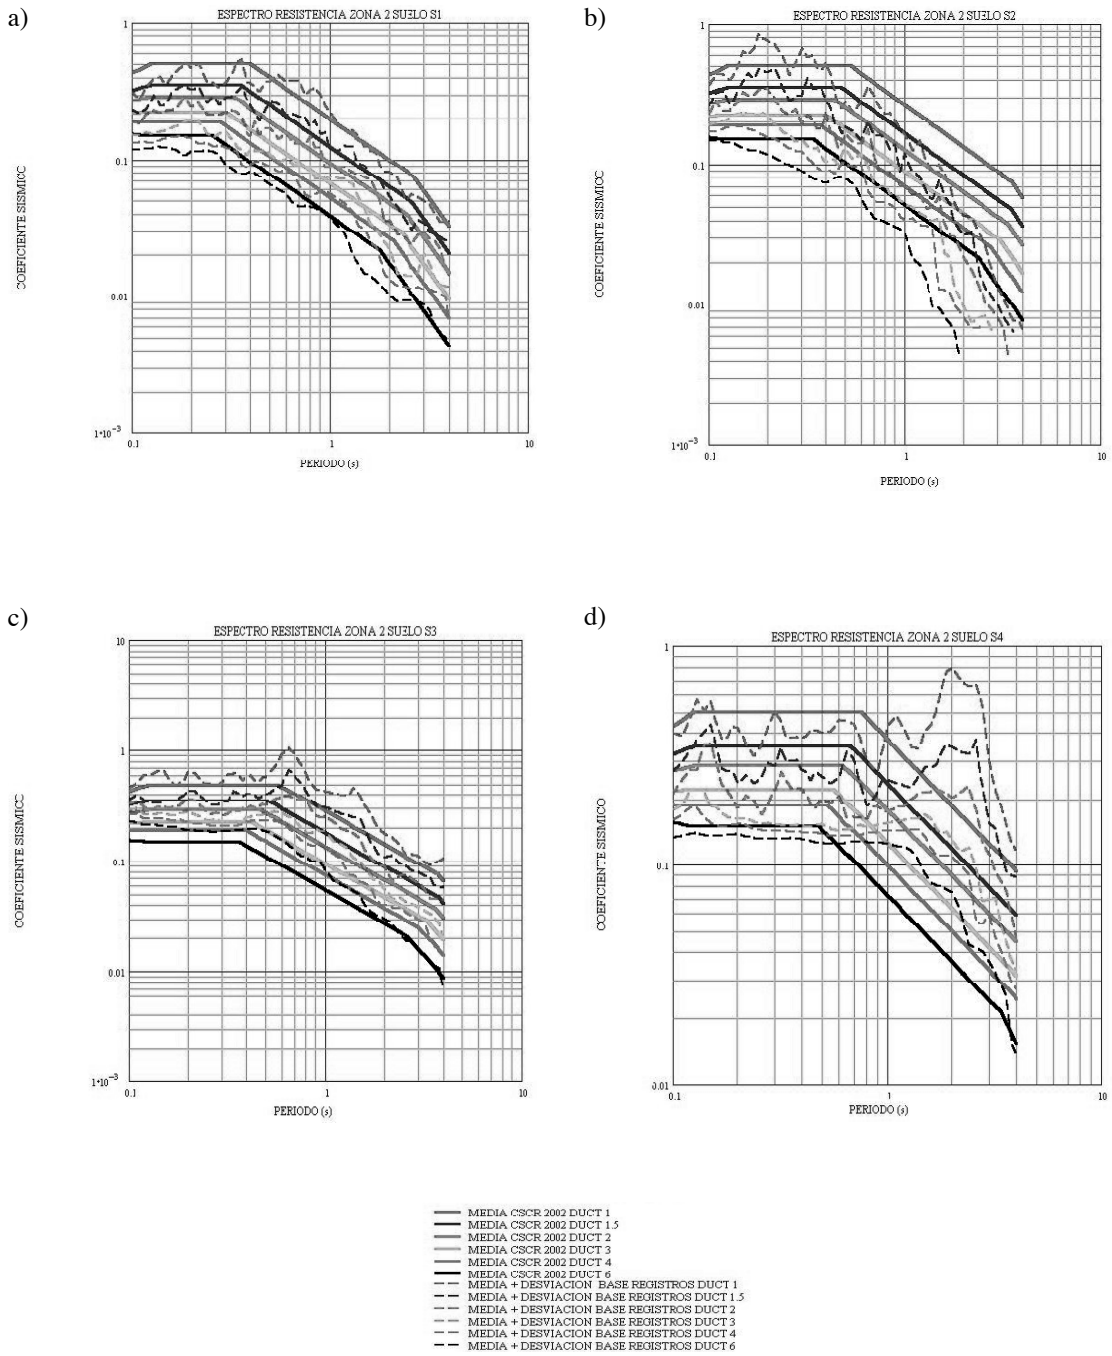 a)
ESPECTRO RESISTENCIA ZONA 2 SUELO S1
1
0.1
0.01
1*10⁻³
COEFICIENTE SISMICC
0.1
1
10
PERIODO (s)
b)
ESPECTRO RESISTENCIA ZONA 2 SUELO S2
1
0.1
0.01
1*10⁻³
COEFICIENTE SISMICC
0.1
1
10
PERIODO (s)
c)
ESPECTRO RESISTENCIA ZONA 2 SUELO S3
10
1
0.1
0.01
1*10⁻³
COEFICIENTE SISMICC
0.1
1
10
PERIODO (s)
d)
ESPECTRO RESISTENCIA ZONA 2 SUELO S4
1
0.1
0.01
COEFICIENTE SISMICO
0.1
1
10
PERIODO (s)
MEDIA CSCR 2002 DUCT 1
MEDIA CSCR 2002 DUCT 1.5
MEDIA CSCR 2002 DUCT 2
MEDIA CSCR 2002 DUCT 3
MEDIA CSCR 2002 DUCT 4
MEDIA CSCR 2002 DUCT 6
MEDIA + DESVIACION BASE REGISTROS DUCT 1
MEDIA + DESVIACION BASE REGISTROS DUCT 1.5
MEDIA + DESVIACION BASE REGISTROS DUCT 2
MEDIA + DESVIACION BASE REGISTROS DUCT 3
MEDIA + DESVIACION BASE REGISTROS DUCT 4
MEDIA + DESVIACION BASE REGISTROS DUCT 6